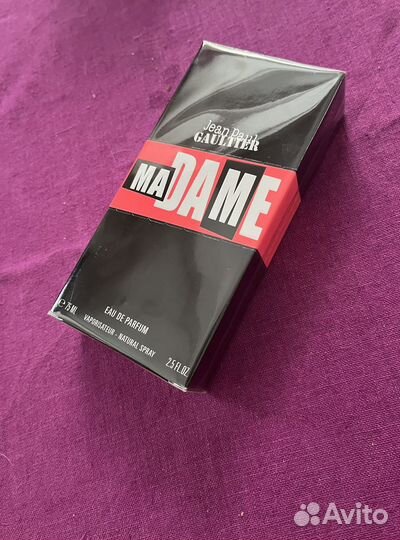 Jean Paul
GAULTIER
MADAME
EAU DE PARFUM
VAPORISATEUR - NATURAL SPRAY
℮ 75 ML
2.5 FL.OZ.
Avito